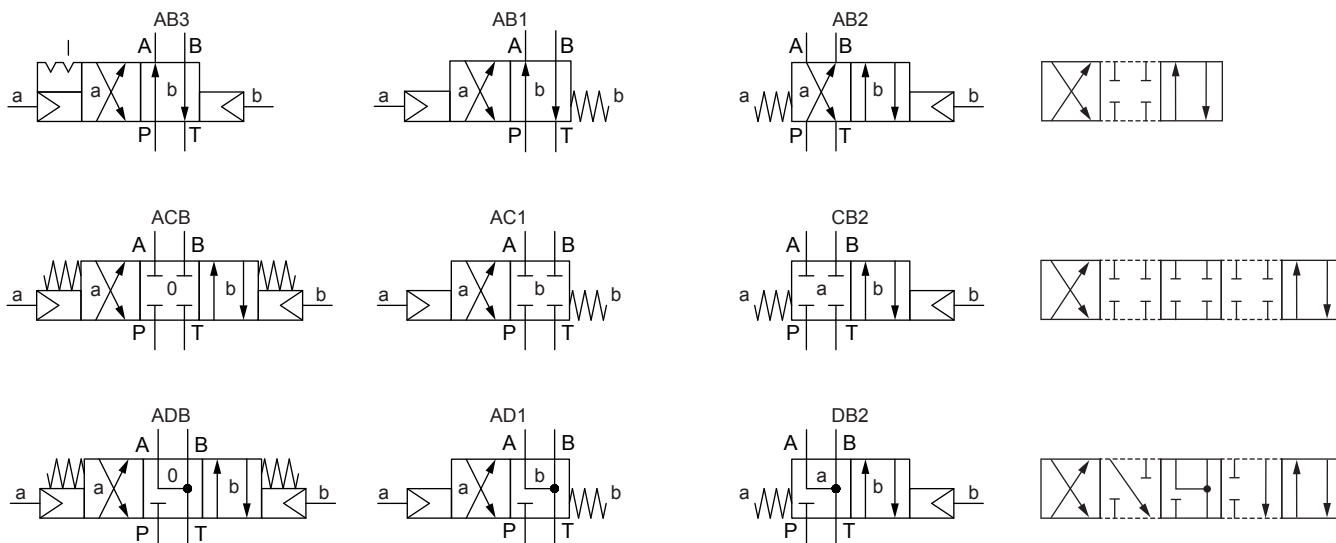 AB3 AB1 AB2
A B A B A B
l
a a b b a a b b a a b b
P T P T P T
ACB AC1 CB2
A B A B A B
a a 0 b b a a b b a a b b
P T P T P T
ADB AD1 DB2
A B A B A B
a a 0 b b a a b b a a b b
P T P T P T